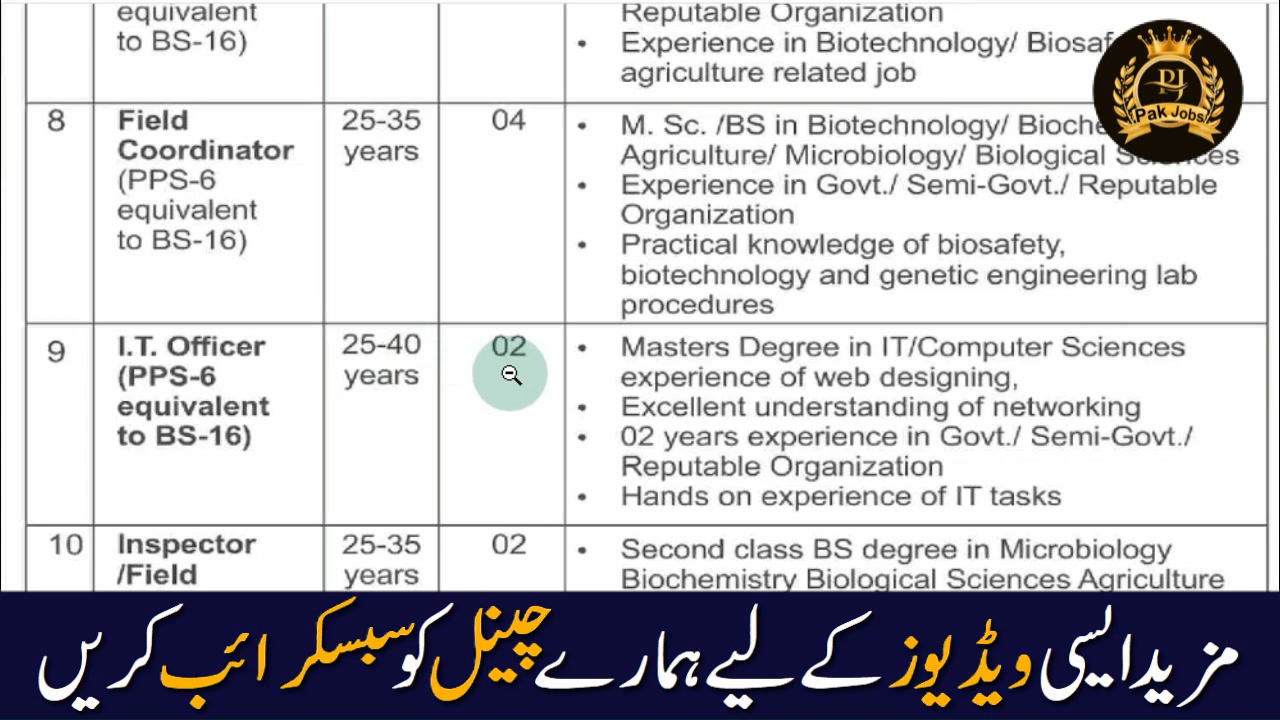 equivalent
to BS-16)
Reputable Organization
• Experience in Biotechnology/
agriculture related job
8
Field
Coordinator
(PPS-6
equivalent
to BS-16)
25-35
years
04
• M. Sc. /BS in Biotechnology/
Agriculture/ Microbiology/ Biological Sciences
• Experience in Govt./ Semi-Govt./ Reputable
Organization
• Practical knowledge of biosafety,
biotechnology and genetic engineering lab
procedures
9
I.T. Officer
(PPS-6
equivalent
to BS-16)
25-40
years
02
• Masters Degree in IT/Computer Sciences
experience of web designing,
• Excellent understanding of networking
• 02 years experience in Govt./ Semi-Govt./
Reputable Organization
• Hands on experience of IT tasks
10
Inspector
/Field
25-35
years
02
• Second class BS degree in Microbiology
Biochemistry Biological Sciences Agriculture
PJ
Pak Jobs
مزید ایسی ویڈیوز کے لیے ہمارے چینل کو سبسکرائب کریں